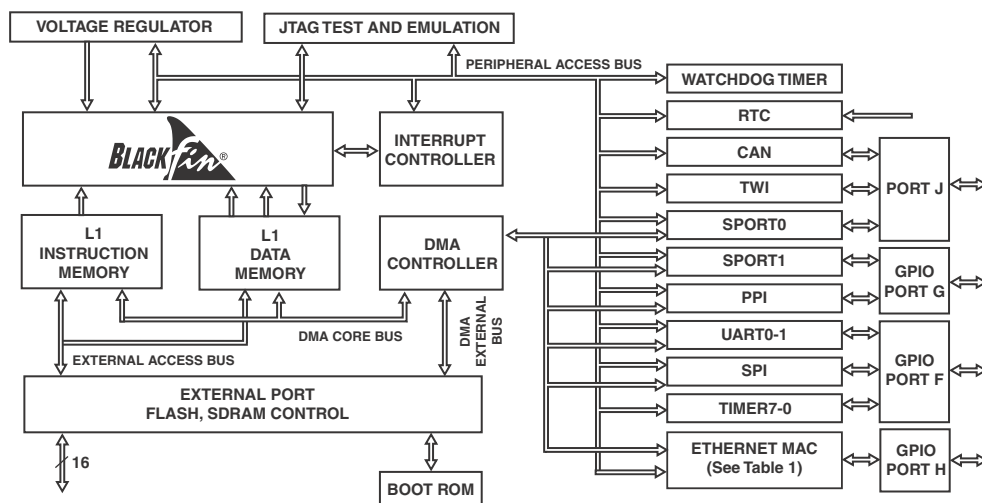 VOLTAGE REGULATOR
JTAG TEST AND EMULATION
PERIPHERAL ACCESS BUS
WATCHDOG TIMER
RTC
BLACKfin®
INTERRUPT
CONTROLLER
CAN
TWI
PORT J
SPORT0
L1
INSTRUCTION
MEMORY
L1
DATA
MEMORY
DMA
CONTROLLER
SPORT1
GPIO
PORT G
PPI
DMA CORE BUS
DMA
EXTERNAL
BUS
EXTERNAL ACCESS BUS
UART0-1
SPI
GPIO
PORT F
TIMER7-0
EXTERNAL PORT
FLASH, SDRAM CONTROL
ETHERNET MAC
(See Table 1)
GPIO
PORT H
16
BOOT ROM